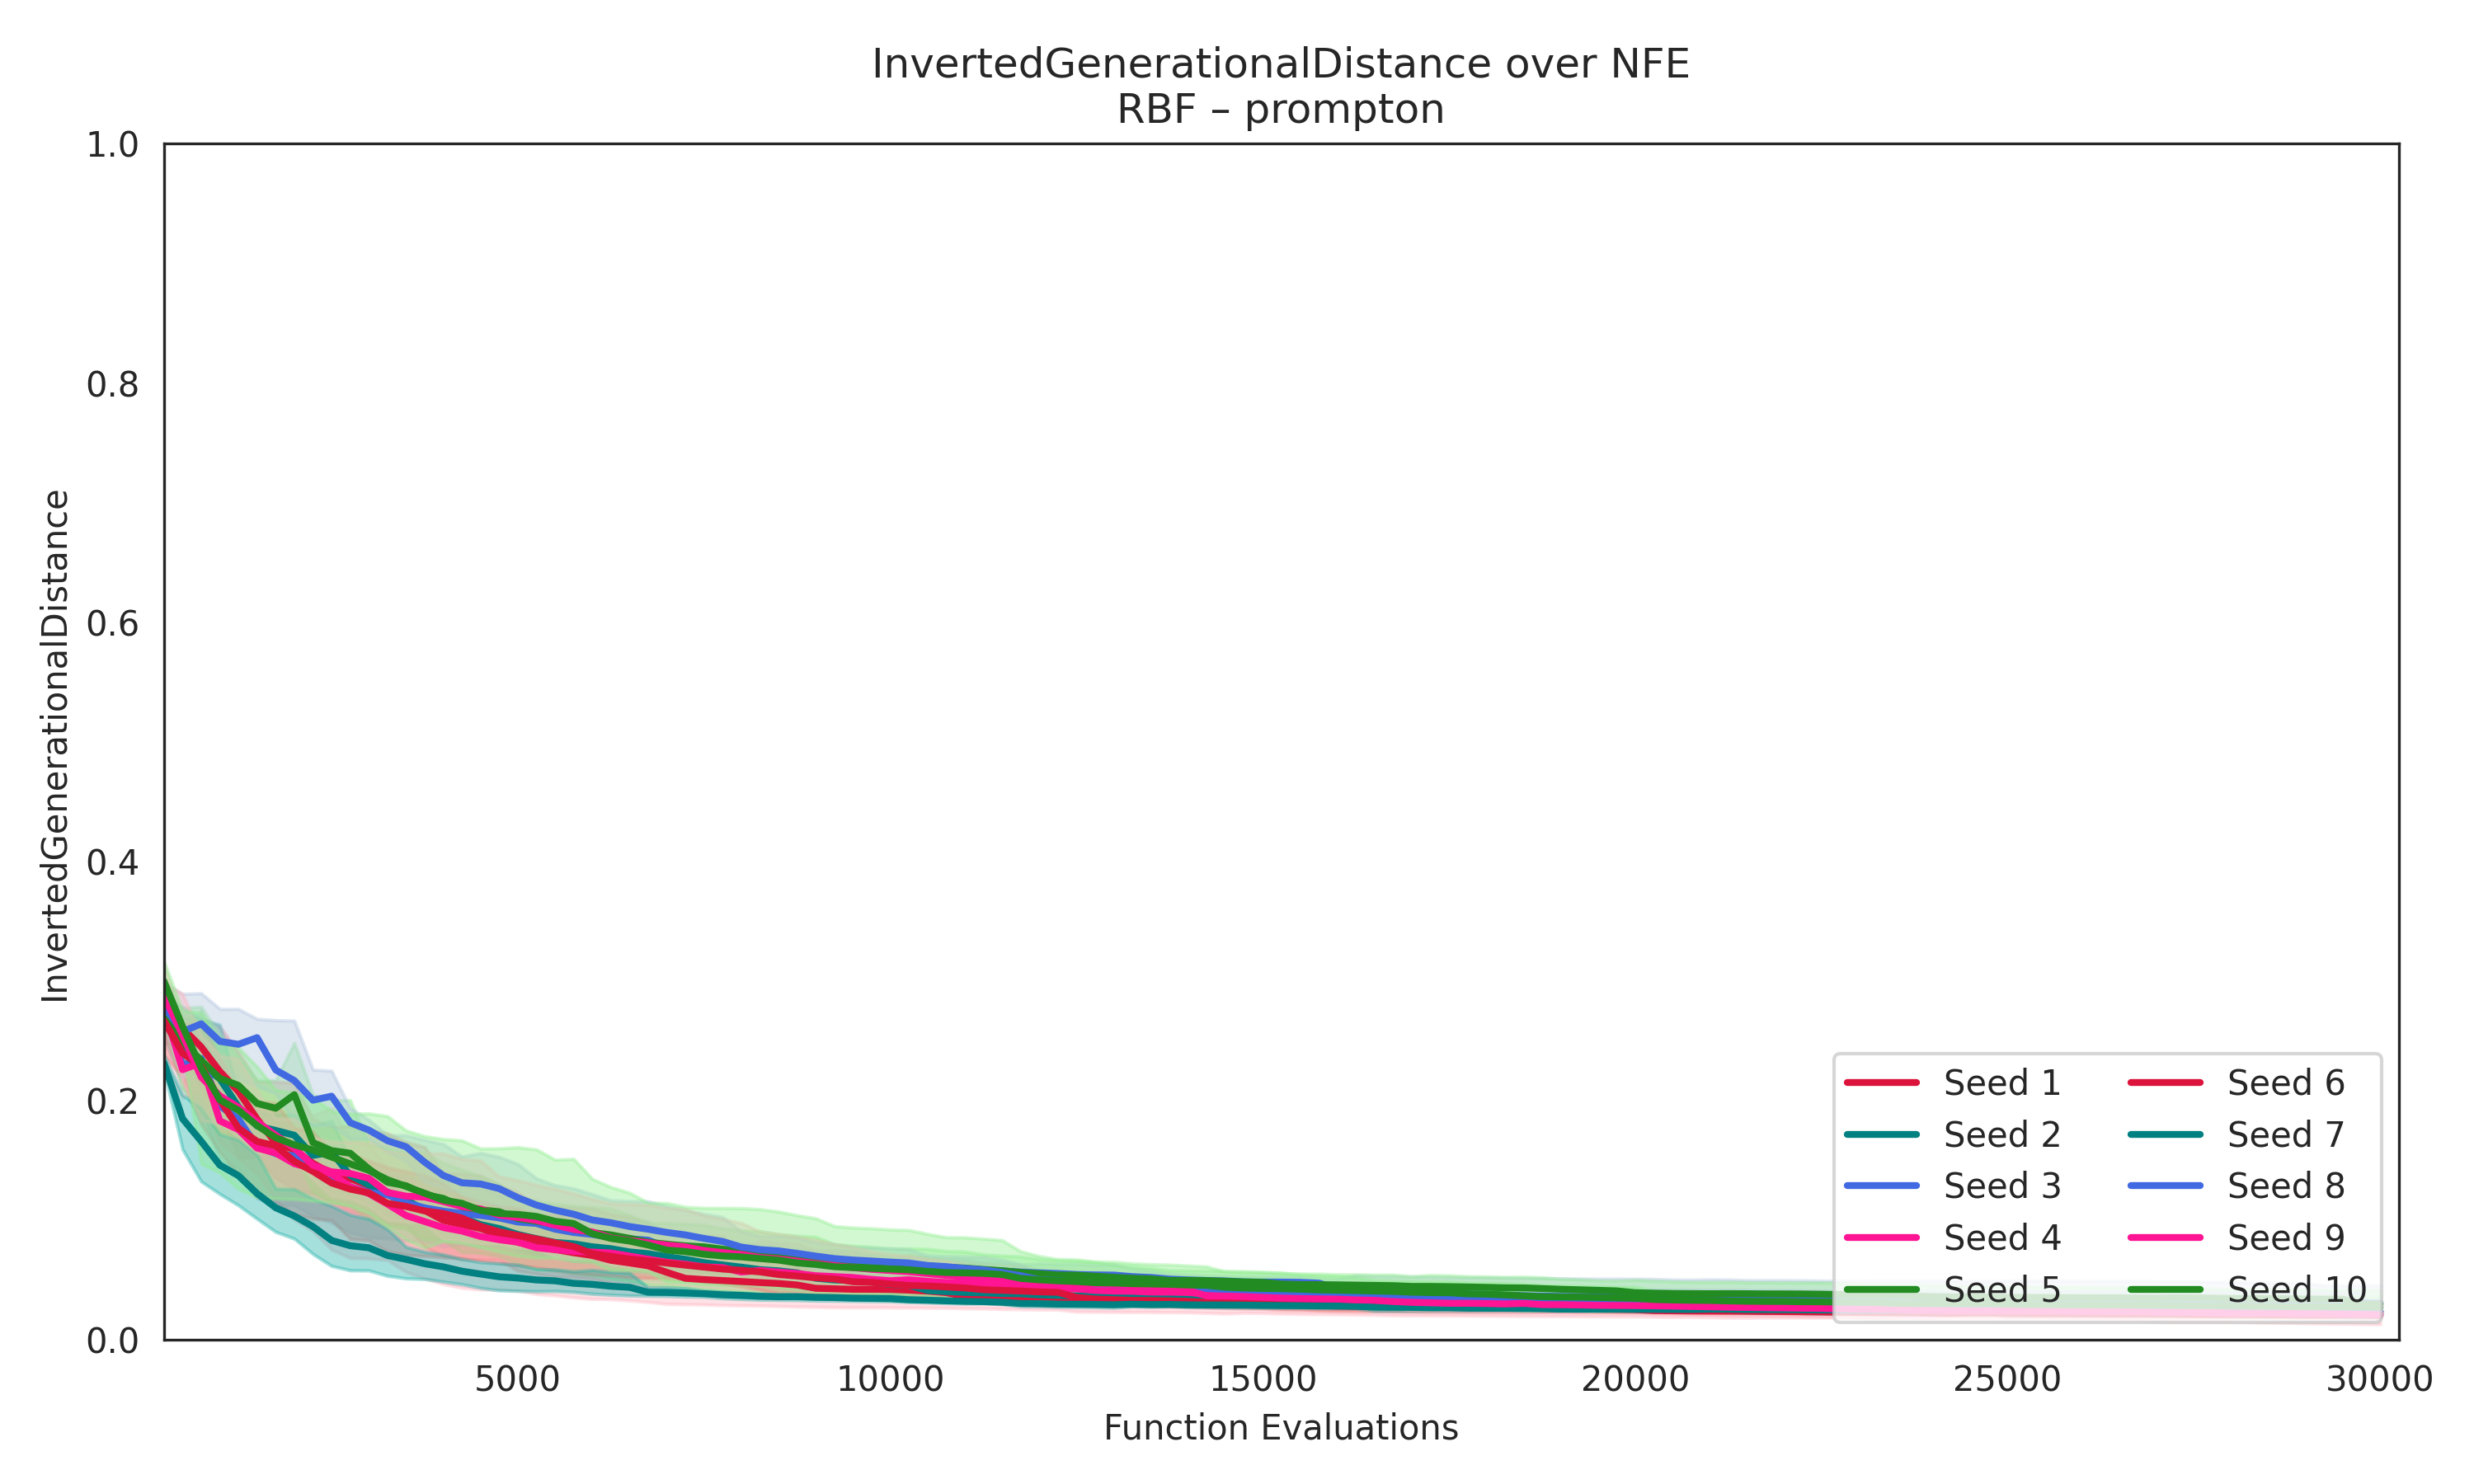 InvertedGenerationalDistance over NFE
RBF – prompton
InvertedGenerationalDistance
1.0
0.8
0.6
0.4
0.2
0.0
5000
10000
15000
20000
25000
30000
Function Evaluations
Seed 1
Seed 2
Seed 3
Seed 4
Seed 5
Seed 6
Seed 7
Seed 8
Seed 9
Seed 10